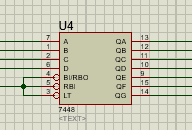 U4
7 A QA 13
1 B QB 12
2 C QC 11
6 D QD 10
4 BI/RBO QE 9
5 RBI QF 15
3 LT QG 14
7448
<TEXT>